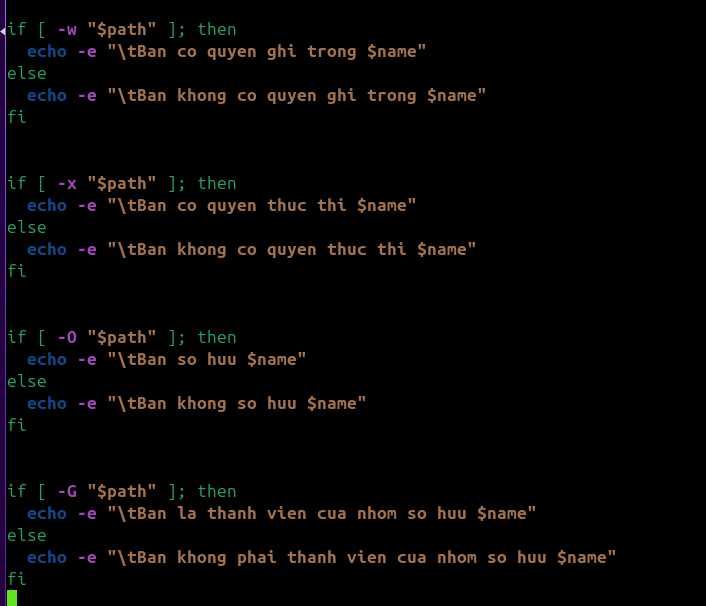 if [ -w "$path" ]; then
  echo -e "\tBan co quyen ghi trong $name"
else
  echo -e "\tBan khong co quyen ghi trong $name"
fi
if [ -x "$path" ]; then
  echo -e "\tBan co quyen thuc thi $name"
else
  echo -e "\tBan khong co quyen thuc thi $name"
fi
if [ -O "$path" ]; then
  echo -e "\tBan so huu $name"
else
  echo -e "\tBan khong so huu $name"
fi
if [ -G "$path" ]; then
  echo -e "\tBan la thanh vien cua nhom so huu $name"
else
  echo -e "\tBan khong phai thanh vien cua nhom so huu $name"
fi